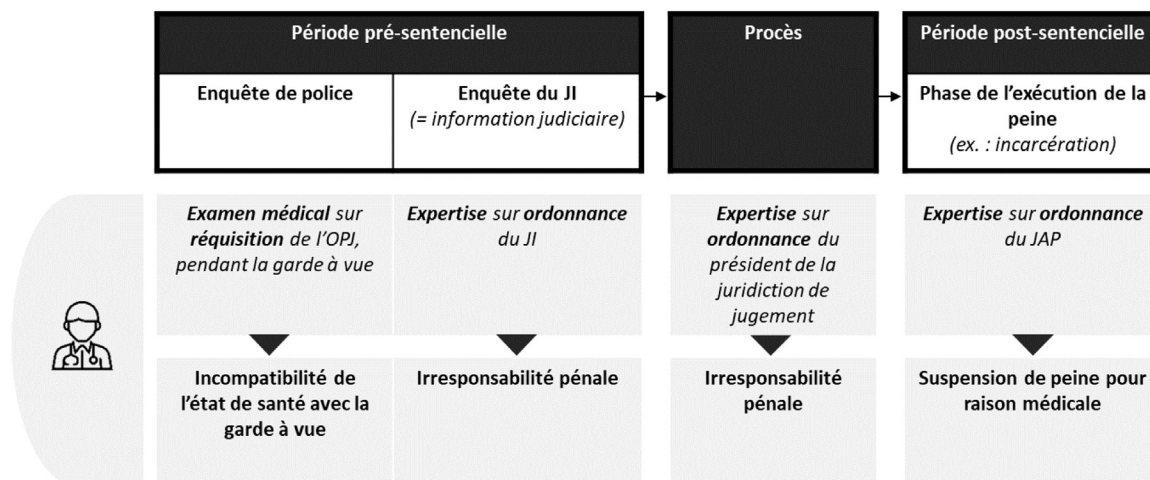 Période pré-sentencielle
Procès
Période post-sentencielle
Enquête de police
Enquête du JI
(= information judiciaire)
Phase de l'exécution de la
peine
(ex. : incarcération)
Examen médical sur
réquisition de l'OPJ,
pendant la garde à vue
Expertise sur ordonnance
du JI
Expertise sur
ordonnance du
président de la
juridiction de
jugement
Expertise sur ordonnance
du JAP
Incompatibilité de
l'état de santé avec la
garde à vue
Irresponsabilité pénale
Irresponsabilité
pénale
Suspension de peine pour
raison médicale